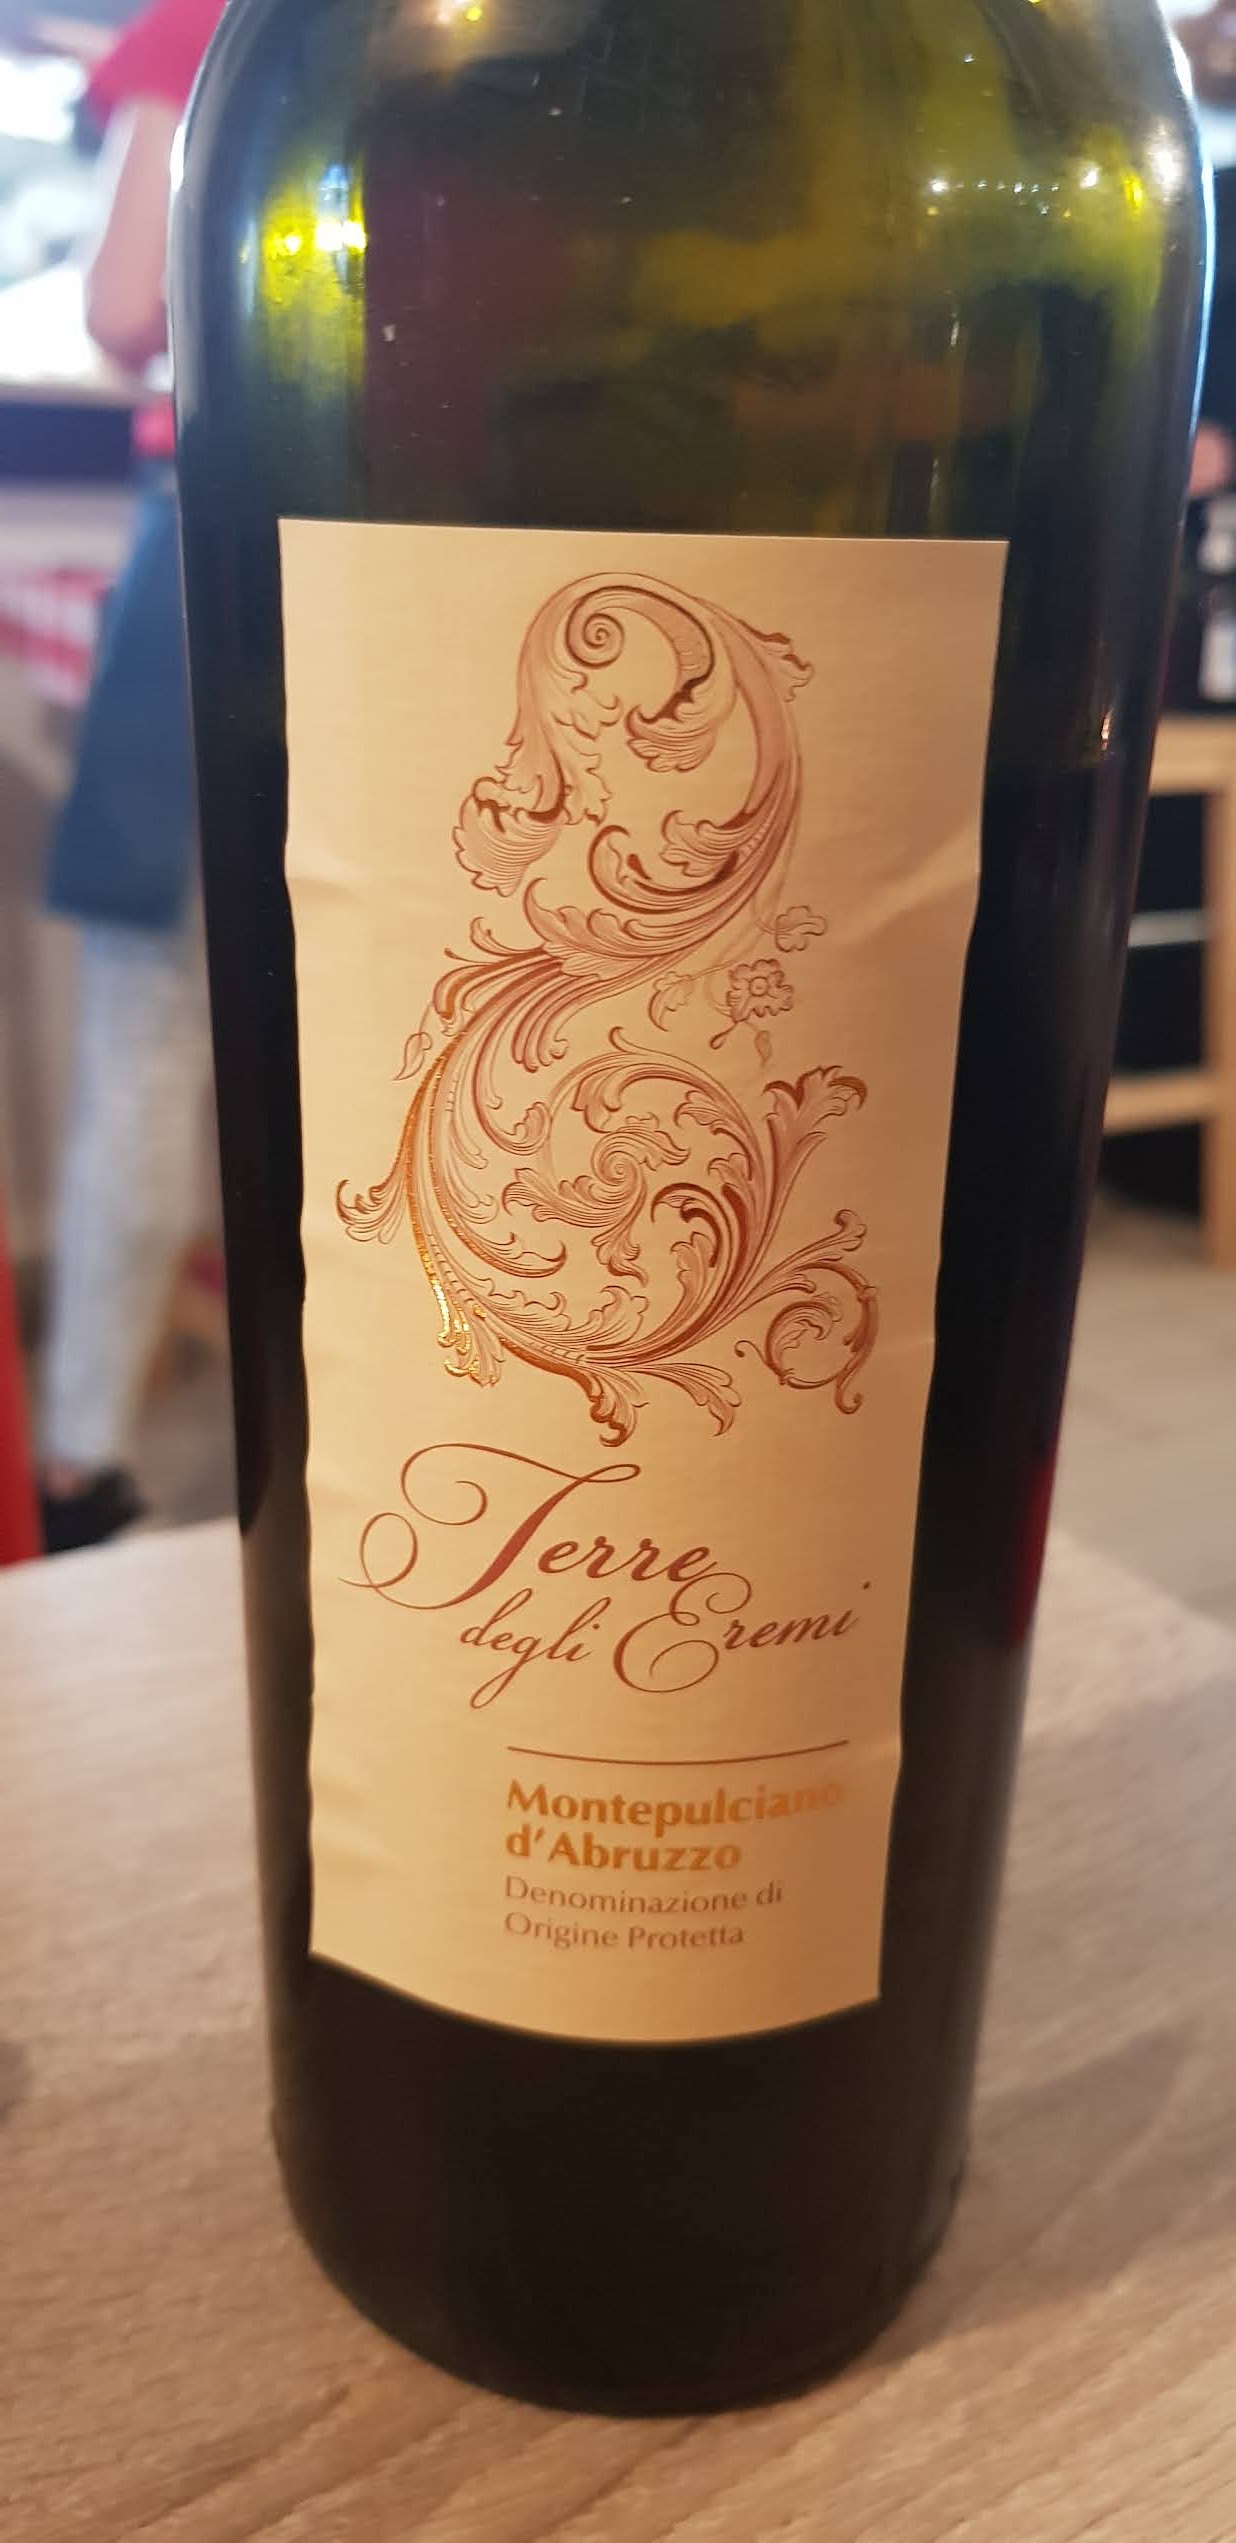 Terre
degli Eremi
Montepulciano
d'Abruzzo
Denominazione di
Origine Protetta